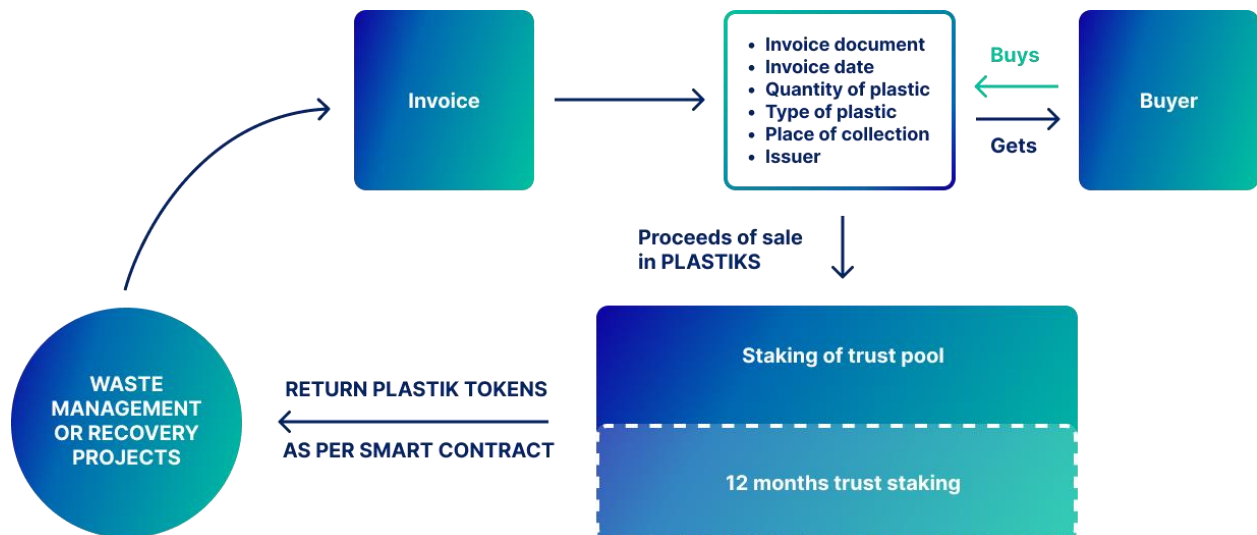 Invoice
• Invoice document
• Invoice date
• Quantity of plastic
• Type of plastic
• Place of collection
• Issuer
Buys
Gets
Buyer
Proceeds of sale
in PLASTIKS
Staking of trust pool
12 months trust staking
RETURN PLASTIK TOKENS
AS PER SMART CONTRACT
WASTE
MANAGEMENT
OR RECOVERY
PROJECTS